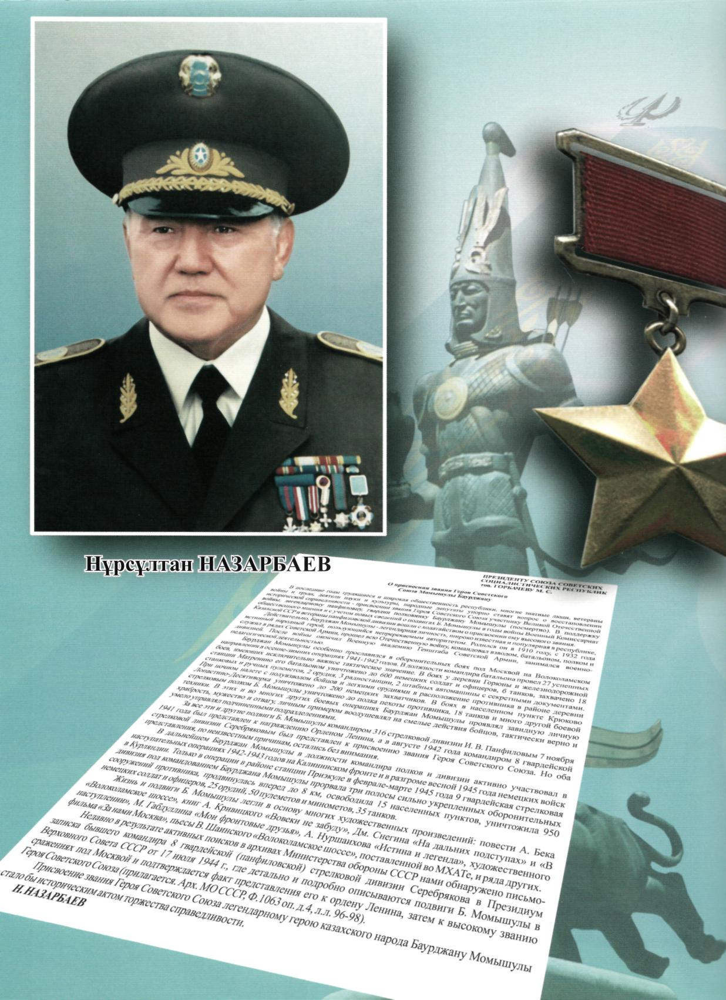 Нұрсұлтан НАЗАРБАЕВ
ПРЕЗИДЕНТУ СОЮЗА СОВЕТСКИХ
СОЦИАЛИСТИЧЕСКИХ РЕСПУБЛИК
тов. ГОРБАЧЕВУ М. С.
О присвоении звания Героя Советского
Союза Момышулы Баурджану
В последние годы трудящиеся и широкая общественность республики, многие знатные люди, ветераны
войны и труда, деятели науки и культуры, народные депутаты упорно ставят вопрос о восстановлении
исторической справедливости - присвоении звания Героя Советского Союза участнику Великой Отечественной
войны, легендарному панфиловцу, гвардии полковнику Баурджану Момышулы (посмертно). В поддержку
общественного мнения и с учетом новых сведений о подвигах Б. Момышулы в годы войны Военный Комиссариат
Казахской ССР и ветераны панфиловской дивизии вошли с ходатайством о присвоении ему высокого звания.
Действительно, Баурджан Момышулы - легендарная личность, широко известная и популярная в республике,
истинный народный герой, пользующийся непререкаемым авторитетом. Родился он в 1910 году, с 1932 года
служил в рядах Советской Армии, прошел всю Отечественную войну, командовал взводом, батальоном, полком и
дивизией. После войны окончил Военную академию Генштаба Советской Армии, занимался военно-
педагогической деятельностью.
Баурджан Момышулы особенно прославился в оборонительных боях под Москвой на Волоколамском
направлении в осенне-зимних операциях 1941-1942 годов. В должности командира батальона провел 27 успешных
боев, имеющих исключительно важное тактическое значение. В боях у деревни Горюны и железнодорожной
станции Матренино его батальоном уничтожено до 600 немецких солдат и офицеров, 6 танков, захвачено 18
станковых и ручных пулеметов, 2 орудия, 3 радиостанции, 2 штабных автомашины с секретными документами.
При ночном налете с полувзводом бойцов и легкими орудиями в расположение противника в районе деревни
Лопастино-Десятидворка уничтожено до 200 немецких захватчиков. В боях в населенном пункте Крюково
стрелковым полком Б. Момышулы уничтожено до полка пехоты противника, 18 танков и много другой боевой
техники. В этих и во многих других боевых операциях Баурджан Момышулы проявлял завидную личную
храбрость, мужество и отвагу, личным примером воодушевлял на смелые действия бойцов, тактически верно и
умело управлял подчиненными подразделениями.
За все эти и другие подвиги Б. Момышулы командиром 316 стрелковой дивизии И. В. Панфиловым 7 ноября
1941 года был представлен к награждению Орденом Ленина, а в августе 1942 года командиром 8 гвардейской
стрелковой дивизии Серебряковым был представлен к присвоению звания Героя Советского Союза. Но оба
представления, по неизвестным причинам, остались без внимания.
В дальнейшем Баурджан Момышулы в должности командира полков и дивизии активно участвовал в
наступательных операциях 1942-1943 годов на Калининском фронте и в разгроме весной 1945 года немецких войск
в Курляндии. Только в операции в районе станции Приэкуле в феврале-марте 1945 года 9 гвардейская стрелковая
дивизия под командованием Баурджана Момышулы прорвала три полосы сильно укрепленных оборонительных
сооружений противника, продвинулась вперед до 8 км, освободила 15 населенных пунктов, уничтожила 950
немецких солдат и офицеров, 25 орудий, 50 пулеметов и минометов, 35 танков.
Жизнь и подвиги Б. Момышулы легли в основу многих художественных произведений: повести А. Бека
«Волоколамское шоссе», книг А. Кривицкого «Вовеки не забуду», Дм. Снегина «На дальних подступах» и «В
наступлении», М. Габдуллина «Мои фронтовые друзья», А. Нуршаихова «Истина и легенда», художественного
фильма «За нами Москва», пьесы В. Шаинского «Волоколамское шоссе», поставленной во МХАТе, и ряда других.
Недавно в результате активных поисков в архивах Министерства обороны СССР нами обнаружено письмо-
записка бывшего командира 8 гвардейской (панфиловской) стрелковой дивизии Серебрякова в Президиум
Верховного Совета СССР от 17 июля 1944 г., где детально и подробно описываются подвиги Б. Момышулы в
сражениях под Москвой и подтверждается факт представления его к ордену Ленина, затем к высокому званию
Героя Советского Союза (прилагается. Арх. МО СССР, Ф.1063 оп. д.4, л.л. 96-98).
Присвоение звания Героя Советского Союза легендарному герою казахского народа Баурджану Момышулы
стало бы историческим актом торжества справедливости.
Н. НАЗАРБАЕВ